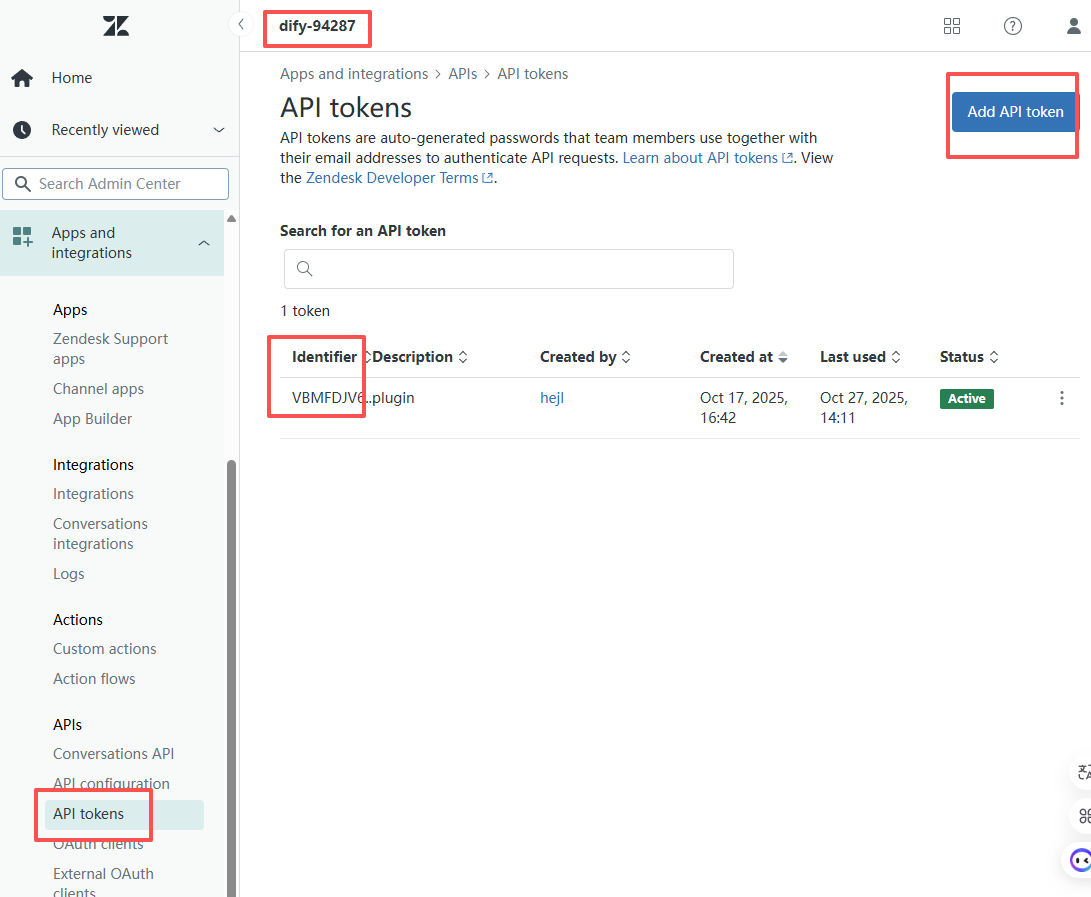 dify-94287
Home
Recently viewed
Search Admin Center
Apps and
integrations
Apps
Zendesk Support
apps
Channel apps
App Builder
Integrations
Integrations
Conversations
integrations
Logs
Actions
Custom actions
Action flows
APIs
Conversations API
API configuration
API tokens
OAuth clients
External OAuth
clients
Apps and integrations > APIs > API tokens
API tokens
Add API token
API tokens are auto-generated passwords that team members use together with
their email addresses to authenticate API requests. Learn about API tokens. View
the Zendesk Developer Terms.
Search for an API token
1 token
Identifier Description Created by Created at Last used Status
VBMFDJV6... plugin hejl Oct 17, 2025, Oct 27, 2025, Active
16:42 14:11